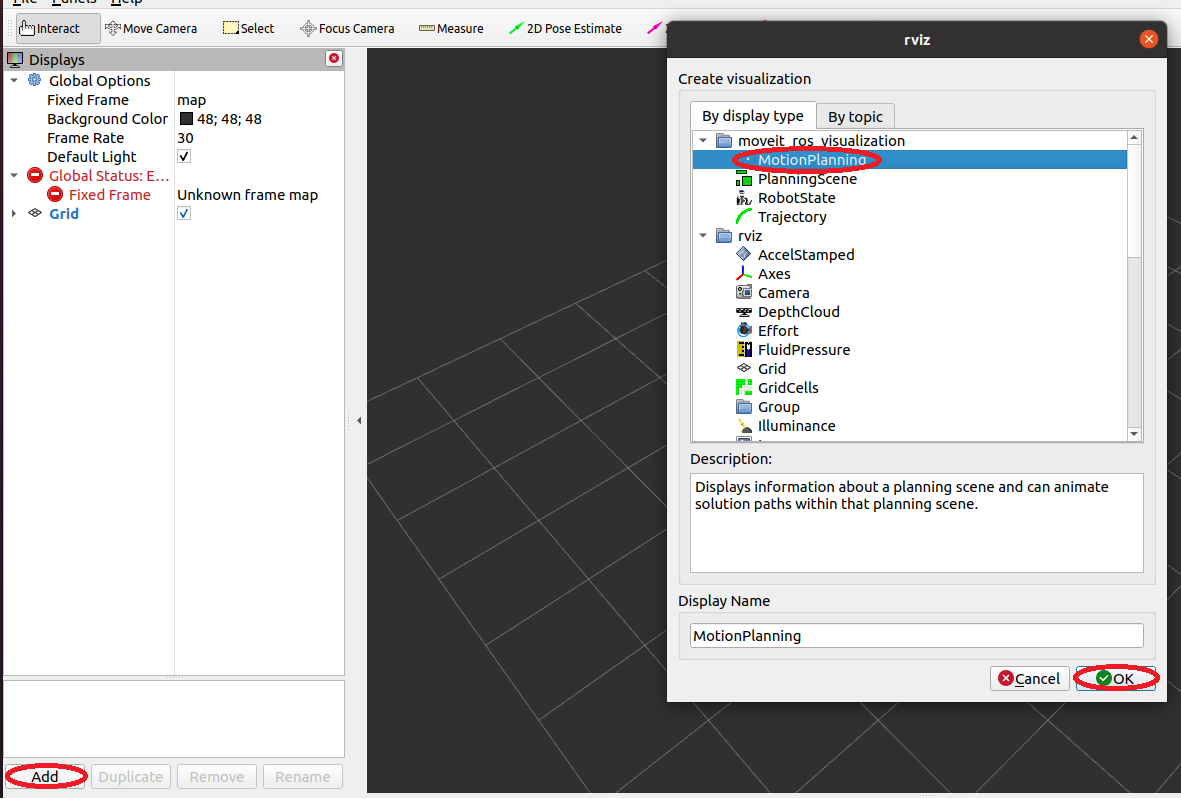 File Panels Help
Interact Move Camera Select Focus Camera Measure 2D Pose Estimate
Displays
Global Options
Fixed Frame map
Background Color 48; 48; 48
Frame Rate 30
Default Light
Global Status: E...
Fixed Frame Unknown frame map
Grid
Add Duplicate Remove Rename
rviz
Create visualization
By display type By topic
moveit_ros_visualization
MotionPlanning
PlanningScene
RobotState
Trajectory
rviz
AccelStamped
Axes
Camera
DepthCloud
Effort
FluidPressure
Grid
GridCells
Group
Illuminance
Description:
Displays information about a planning scene and can animate
solution paths within that planning scene.
Display Name
MotionPlanning
Cancel OK